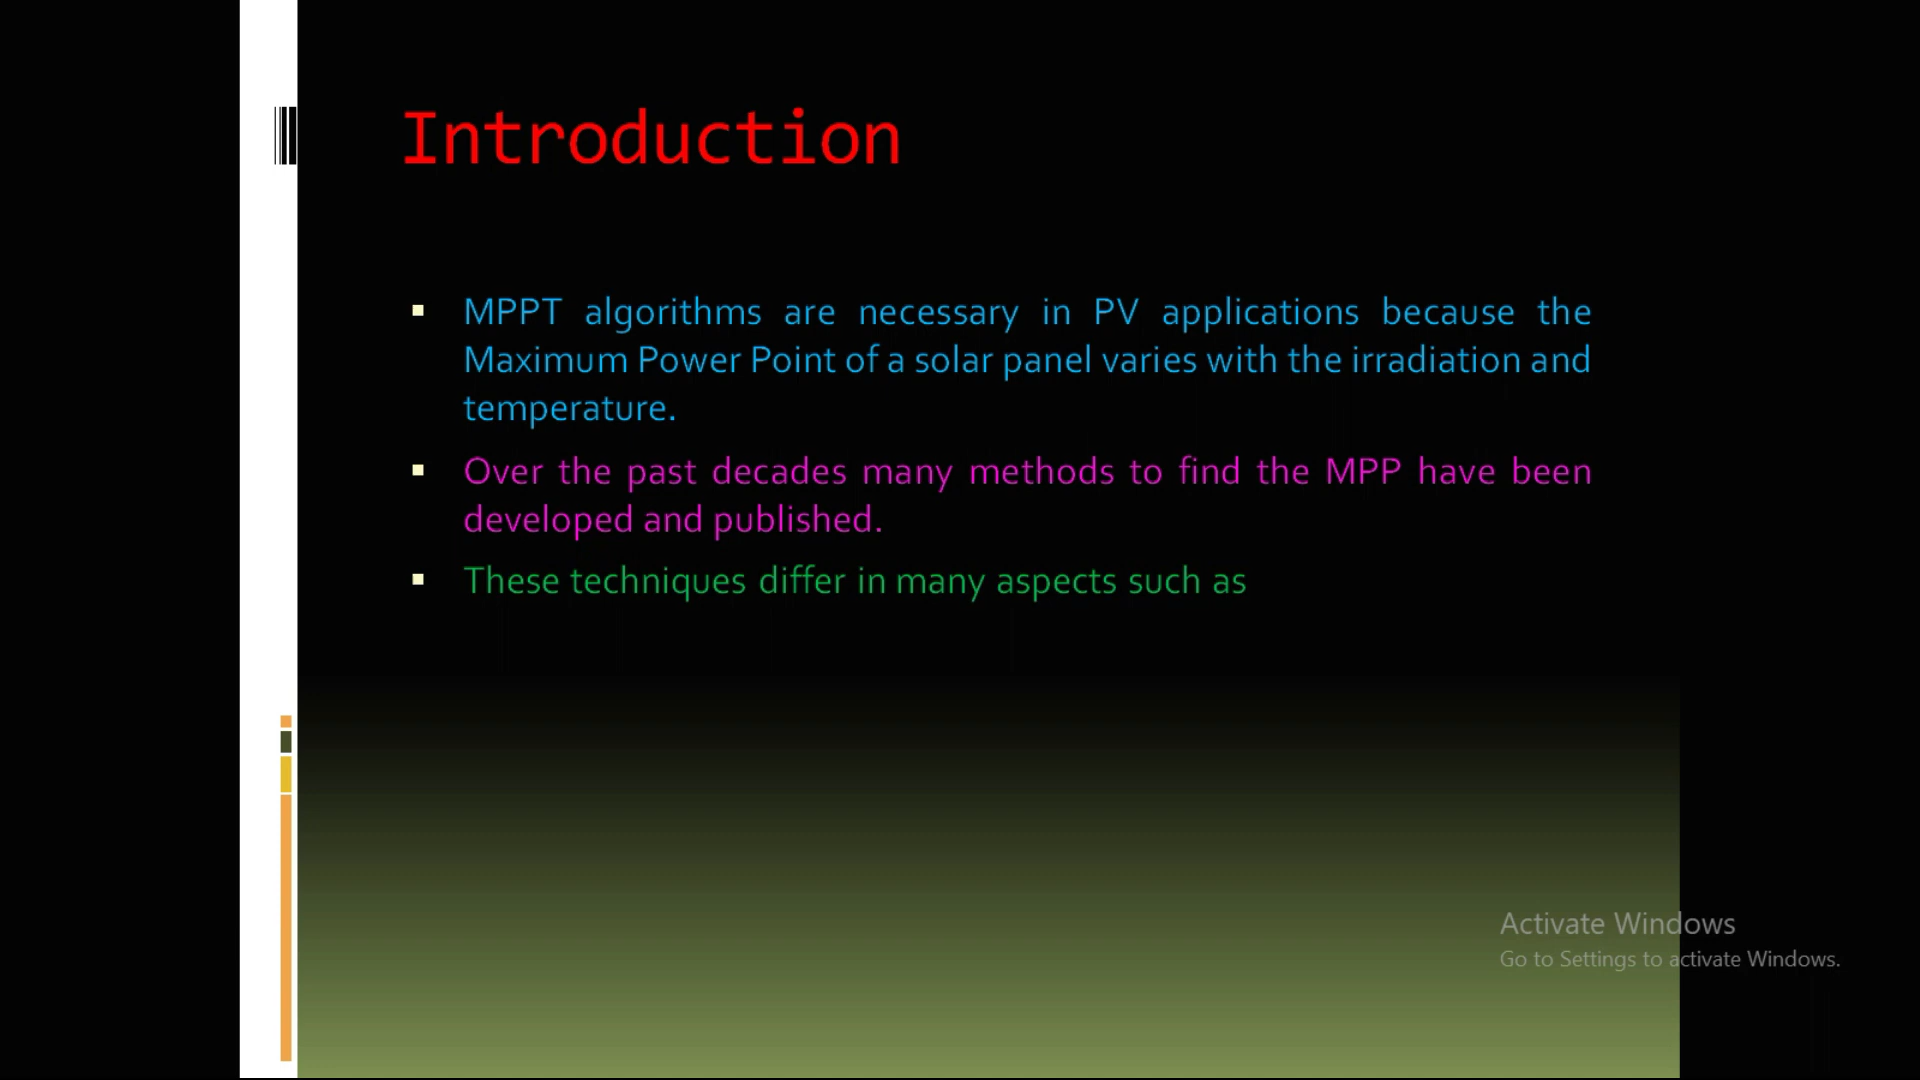 Introduction
MPPT algorithms are necessary in PV applications because the
Maximum Power Point of a solar panel varies with the irradiation and
temperature.
Over the past decades many methods to find the MPP have been
developed and published.
These techniques differ in many aspects such as
Activate Windows
Go to Settings to activate Windows.